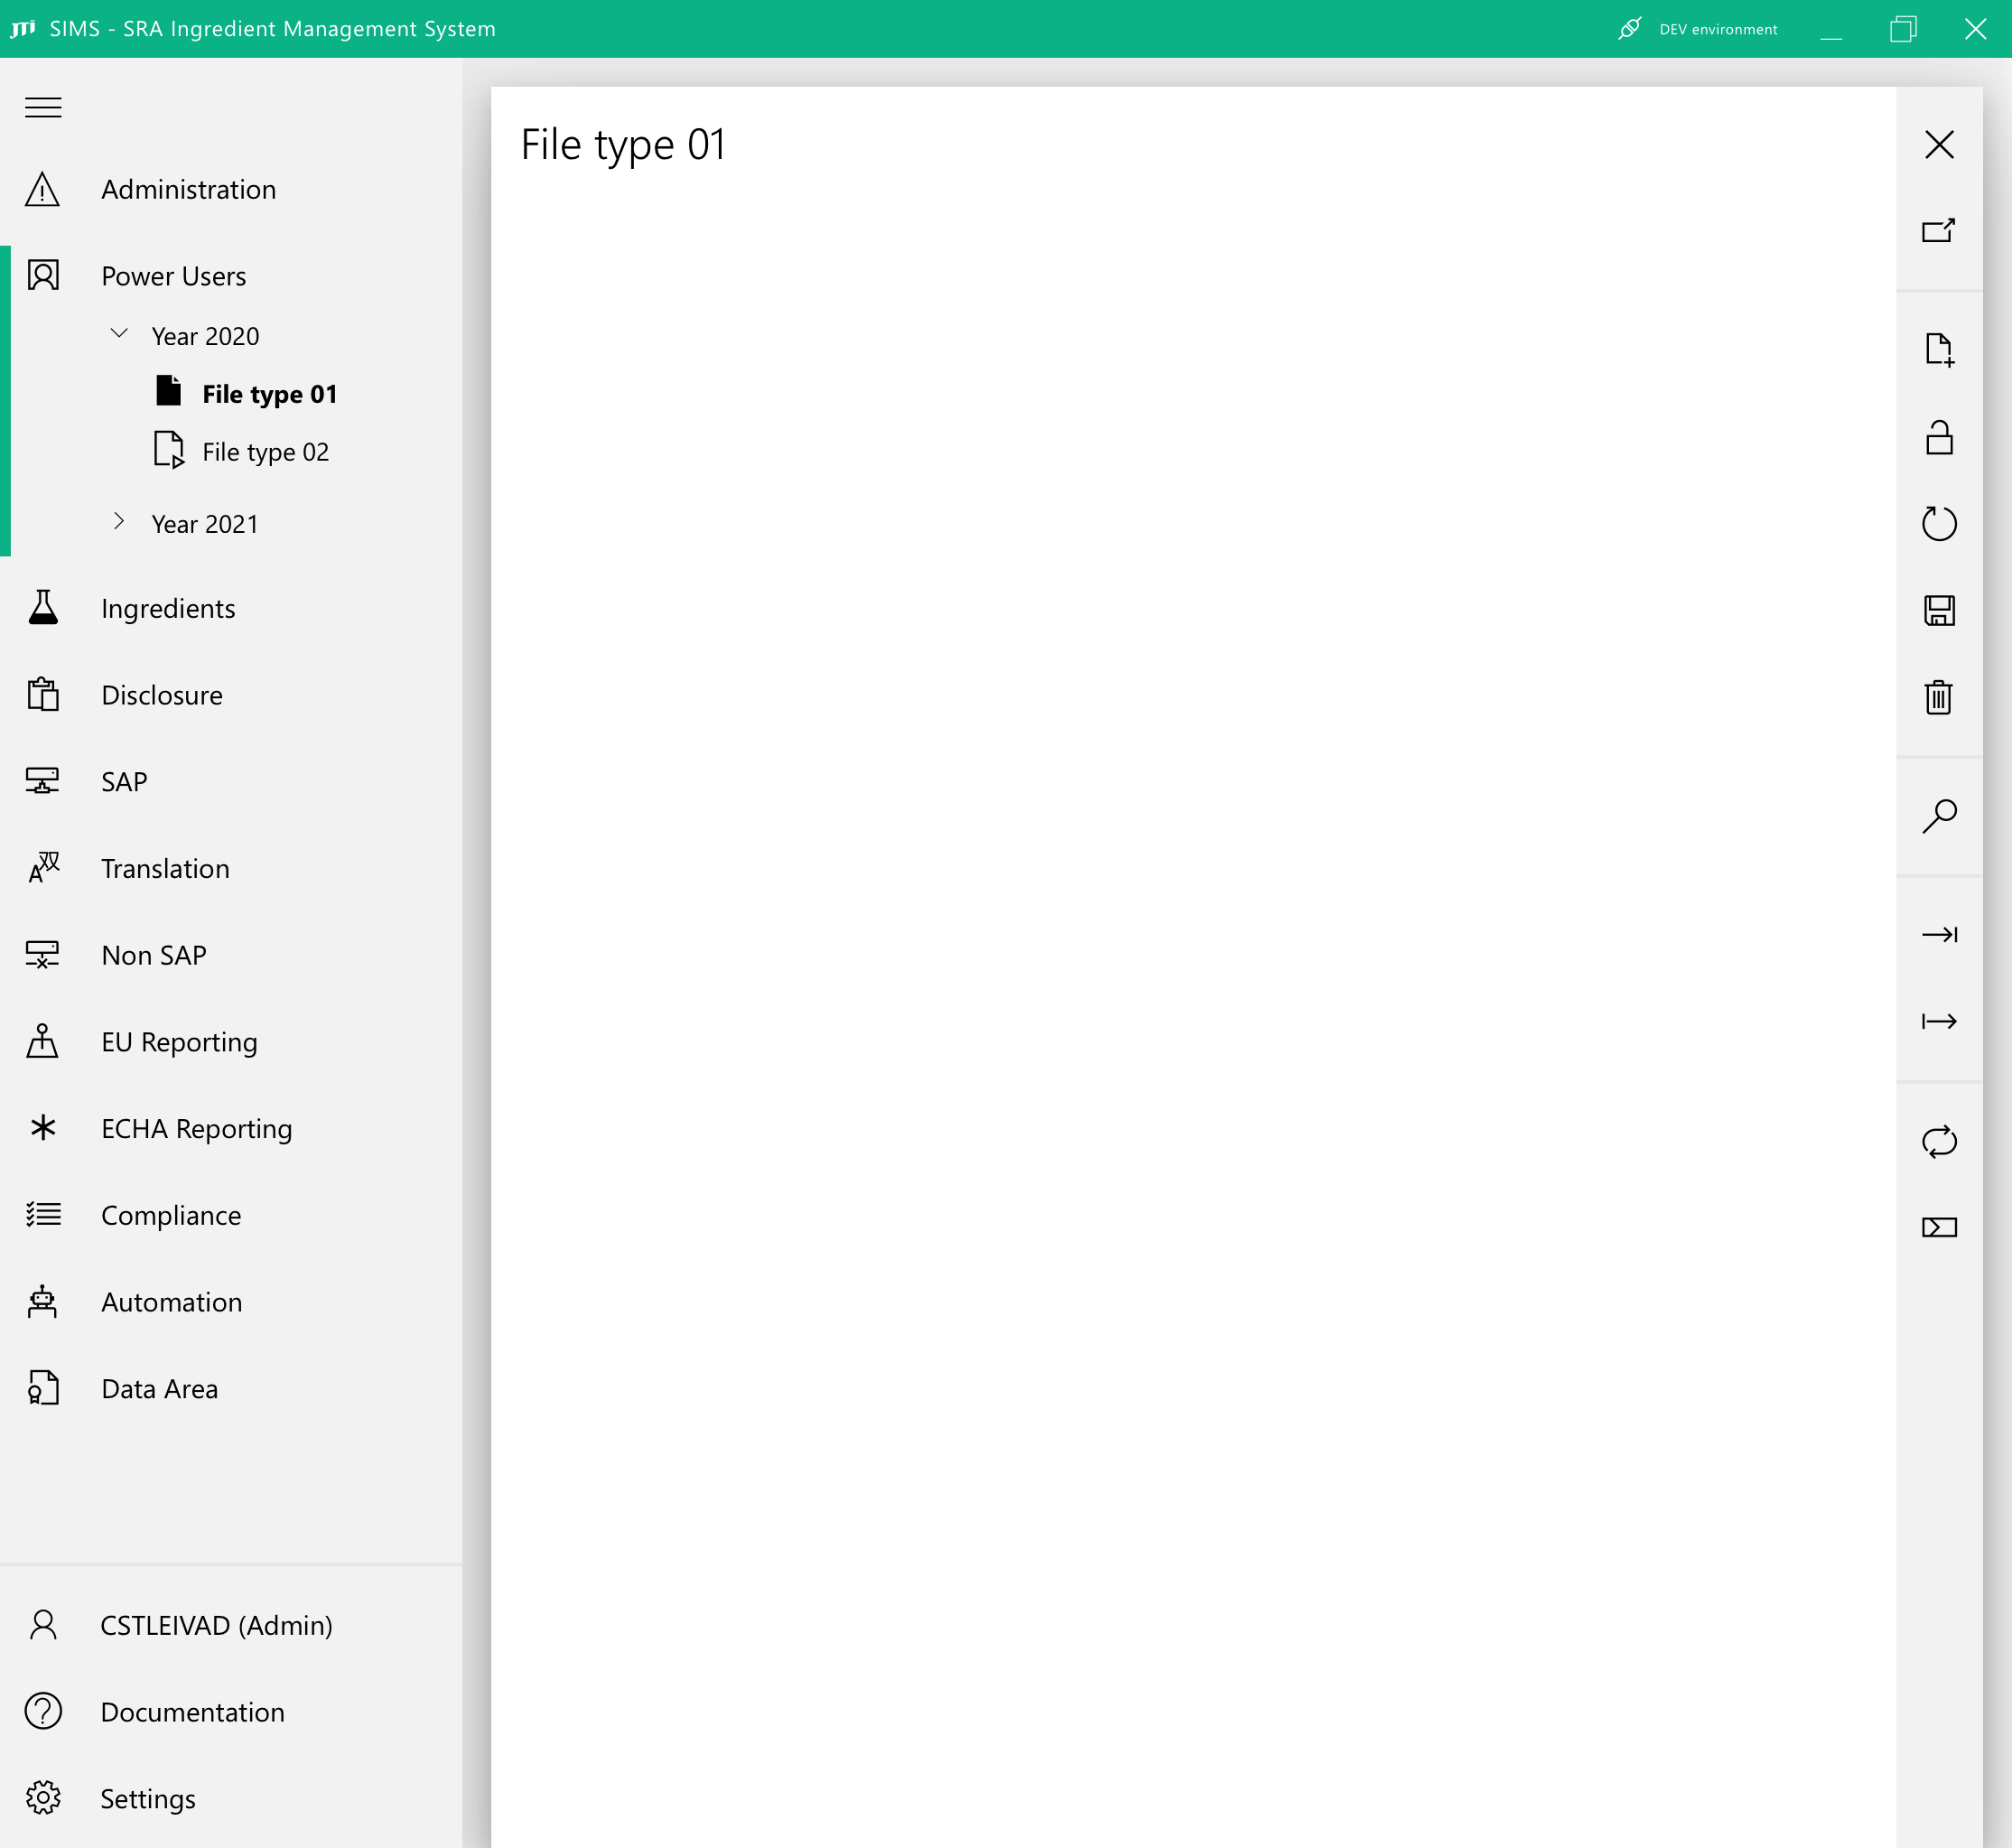 JTI SIMS - SRA Ingredient Management System
DEV environment
Administration
Power Users
Year 2020
File type 01
File type 02
Year 2021
Ingredients
Disclosure
SAP
Translation
Non SAP
EU Reporting
ECHA Reporting
Compliance
Automation
Data Area
CSTLEIVAD (Admin)
Documentation
Settings
File type 01